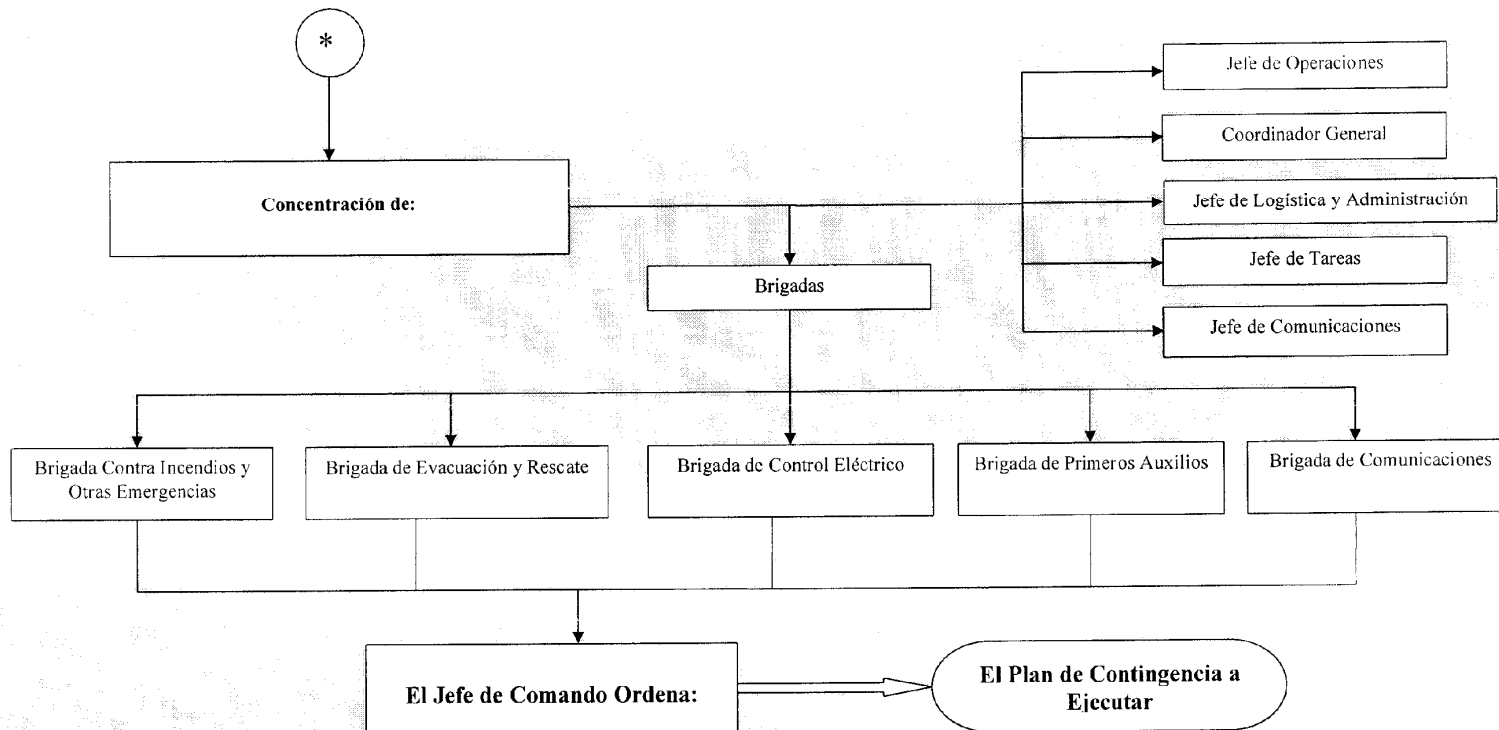 *
Jefe de Operaciones
Coordinador General
Concentración de:
Jefe de Logística y Administración
Jefe de Tareas
Brigadas
Jefe de Comunicaciones
Brigada Contra Incendios y
Otras Emergencias
Brigada de Evacuación y Rescate
Brigada de Control Eléctrico
Brigada de Primeros Auxilios
Brigada de Comunicaciones
El Jefe de Comando Ordena:
El Plan de Contingencia a
Ejecutar